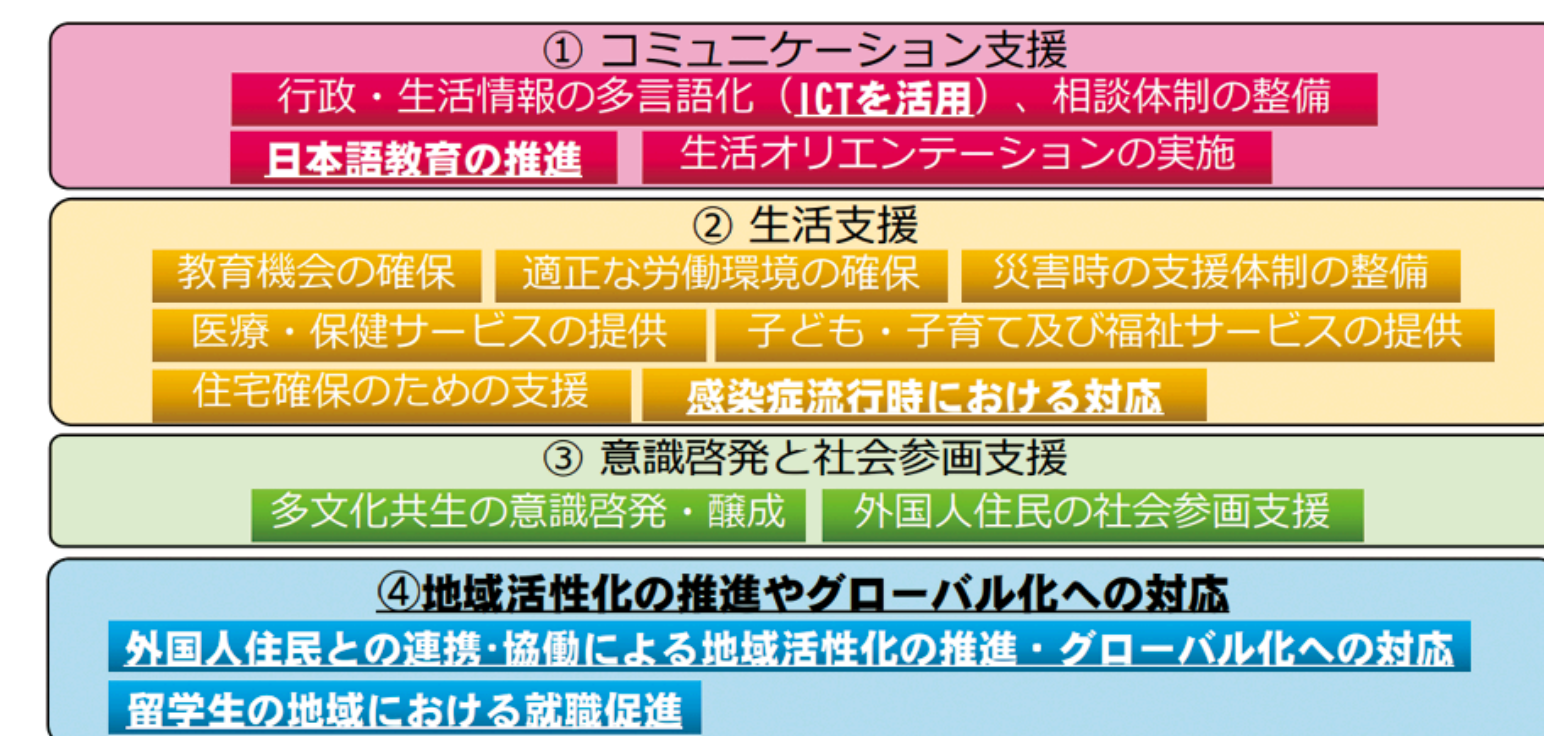 ① コミュニケーション支援
行政・生活情報の多言語化（ICTを活用）、相談体制の整備
日本語教育の推進 生活オリエンテーションの実施
② 生活支援
教育機会の確保 適正な労働環境の確保 災害時の支援体制の整備
医療・保健サービスの提供 子ども・子育て及び福祉サービスの提供
住宅確保のための支援 感染症流行時における対応
③ 意識啓発と社会参画支援
多文化共生の意識啓発・醸成 外国人住民の社会参画支援
④地域活性化の推進やグローバル化への対応
外国人住民との連携・協働による地域活性化の推進・グローバル化への対応
留学生の地域における就職促進